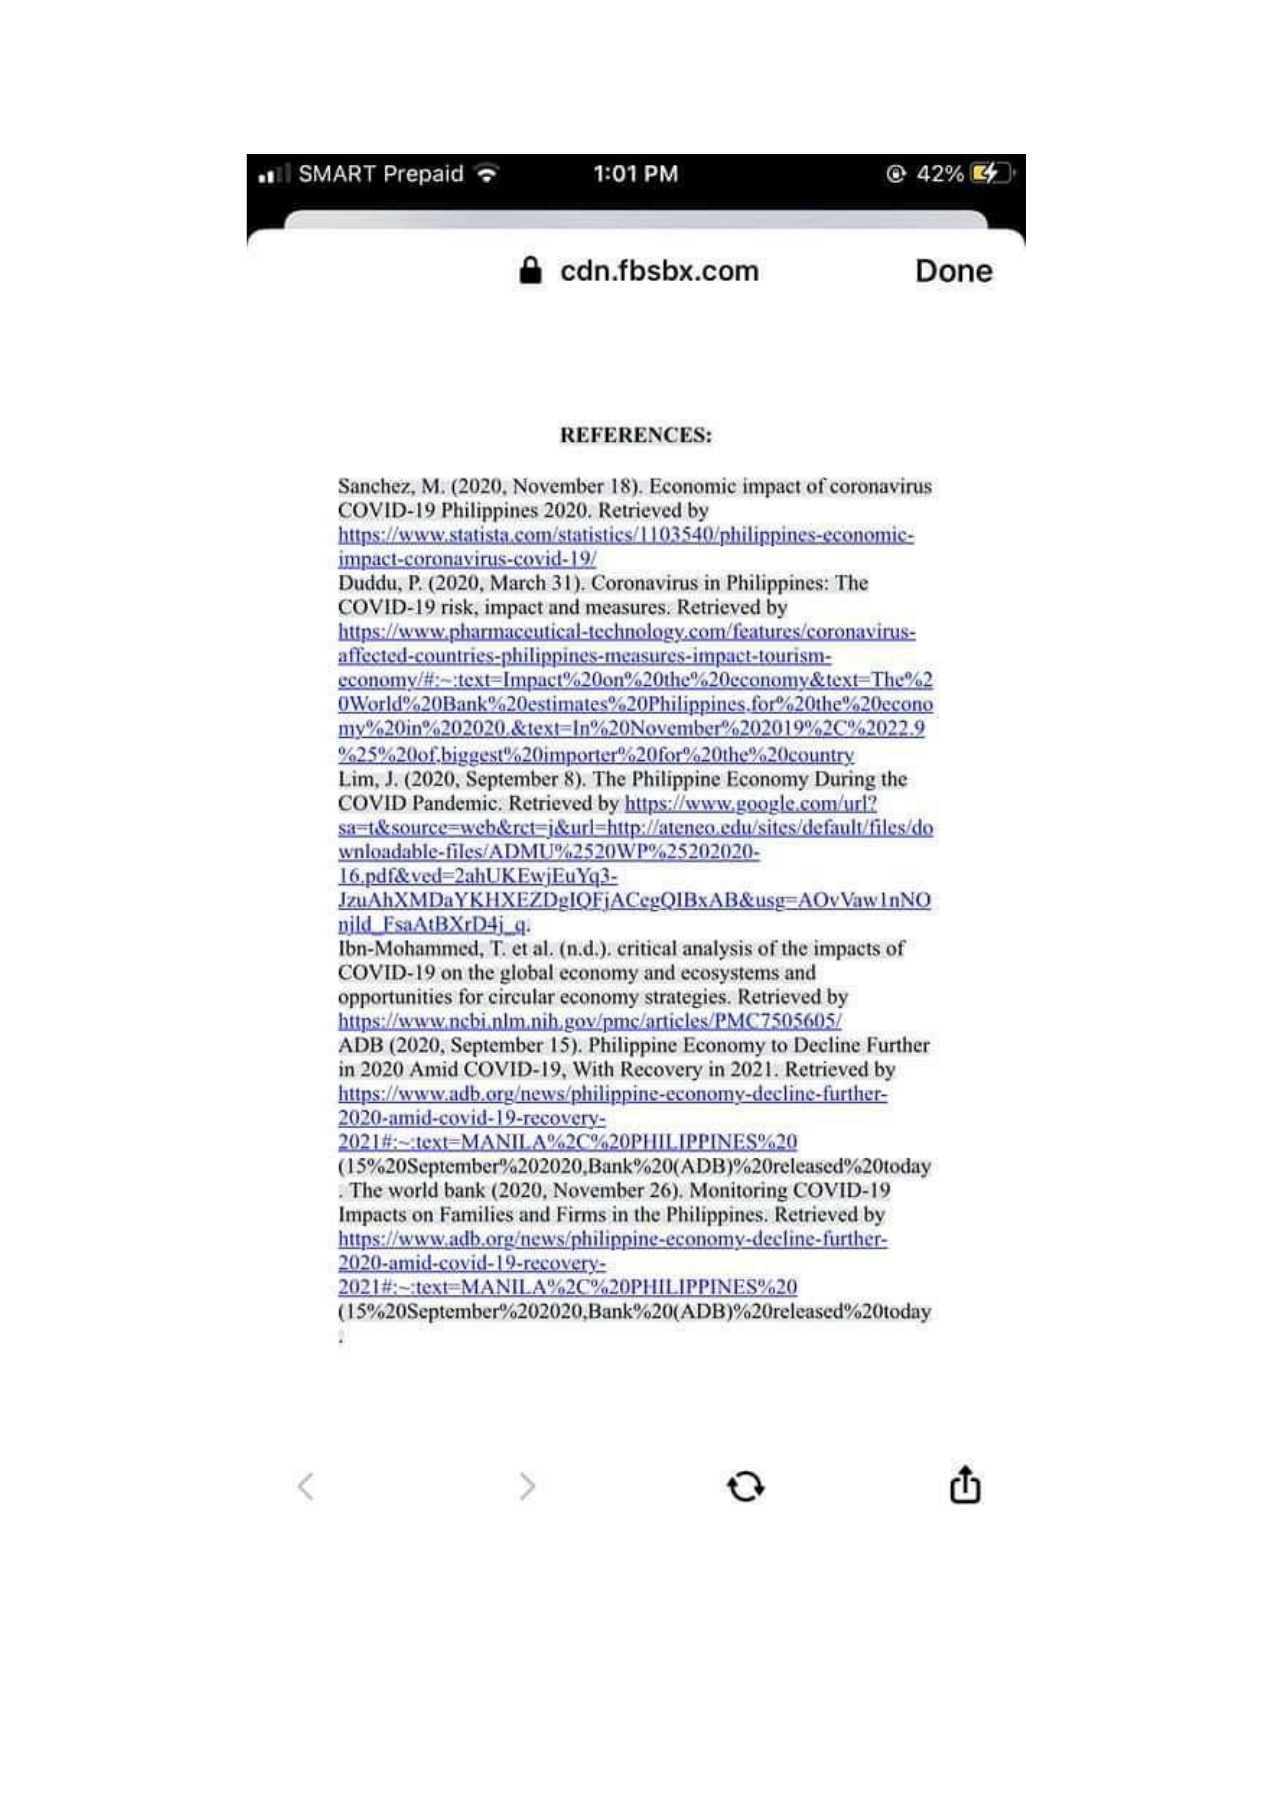 SMART Prepaid 1:01 PM 42%
cdn.fbsbx.com Done
REFERENCES:
Sanchez, M. (2020, November 18). Economic impact of coronavirus
COVID-19 Philippines 2020. Retrieved by
https://www.statista.com/statistics/1103540/philippines-economic-
impact-coronavirus-covid-19/
Duddu, P. (2020, March 31). Coronavirus in Philippines: The
COVID-19 risk, impact and measures. Retrieved by
https://www.pharmaceutical-technology.com/features/coronavirus-
affected-countries-philippines-measures-impact-tourism-
economy/#:~:text=Impact%20on%20the%20economy&text=The%2
0World%20Bank%20estimates%20Philippines,for%20the%20econo
my%20in%202020.&text=In%20November%202019%2C%2022.9
%25%20of,biggest%20importer%20for%20the%20country
Lim, J. (2020, September 8). The Philippine Economy During the
COVID Pandemic. Retrieved by https://www.google.com/url?
sa=t&source=web&rct=j&url=http://ateneo.edu/sites/default/files/do
wnloadable-files/ADMU%2520WP%25202020-
16.pdf&ved=2ahUKEwjEuYq3-
JzuAhXMDaYKHXEZDgIQFjACegQIBxAB&usg=AOvVaw1nNO
njld_FsaAtBXrD4j_q.
Ibn-Mohammed, T. et al. (n.d.). critical analysis of the impacts of
COVID-19 on the global economy and ecosystems and
opportunities for circular economy strategies. Retrieved by
https://www.ncbi.nlm.nih.gov/pmc/articles/PMC7505605/
ADB (2020, September 15). Philippine Economy to Decline Further
in 2020 Amid COVID-19, With Recovery in 2021. Retrieved by
https://www.adb.org/news/philippine-economy-decline-further-
2020-amid-covid-19-recovery-
2021#:~:text=MANILA%2C%20PHILIPPINES%20
(15%20September%202020,Bank%20(ADB)%20released%20today
. The world bank (2020, November 26). Monitoring COVID-19
Impacts on Families and Firms in the Philippines. Retrieved by
https://www.adb.org/news/philippine-economy-decline-further-
2020-amid-covid-19-recovery-
2021#:~:text=MANILA%2C%20PHILIPPINES%20
(15%20September%202020,Bank%20(ADB)%20released%20today
.